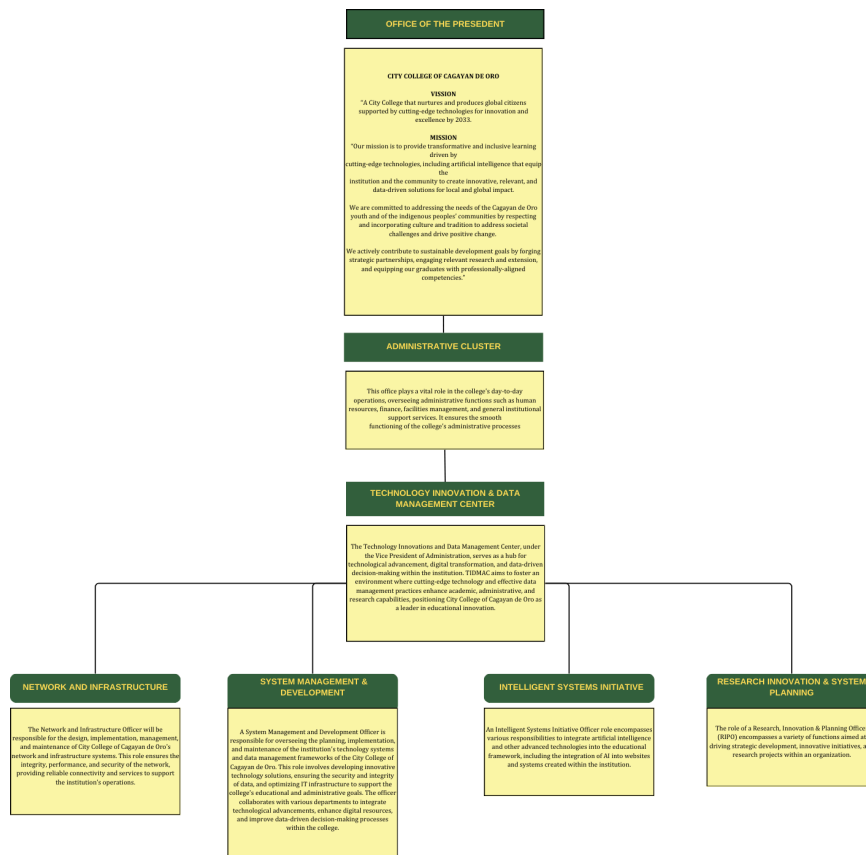 OFFICE OF THE PRESEDENT
CITY COLLEGE OF CAGAYAN DE ORO
VISSION
"A City College that nurtures and produces global citizens
supported by cutting-edge technologies for innovation and
excellence by 2033.
MISSION
"Our mission is to provide transformative and inclusive learning
driven by
cutting-edge technologies, including artificial intelligence that equip
the
institution and the community to create innovative, relevant, and
data-driven solutions for local and global impact.
We are committed to addressing the needs of the Cagayan de Oro
youth and of the indigenous peoples' communities by respecting
and incorporating culture and tradition to address societal
challenges and drive positive change.
We actively contribute to sustainable development goals by forging
strategic partnerships, engaging relevant research and extension,
and equipping our graduates with professionally-aligned
competencies."
ADMINISTRATIVE CLUSTER
This office plays a vital role in the college's day-to-day
operations, overseeing administrative functions such as human
resources, finance, facilities management, and general institutional
support services. It ensures the smooth
functioning of the college's administrative processes
TECHNOLOGY INNOVATION & DATA
MANAGEMENT CENTER
The Technology Innovations and Data Management Center, under
the Vice President of Administration, serves as a hub for
technological advancement, digital transformation, and data-driven
decision-making within the institution. TIDMAC aims to foster an
environment where cutting-edge technology and effective data
management practices enhance academic, administrative, and
research capabilities, positioning City College of Cagayan de Oro as
a leader in educational innovation.
NETWORK AND INFRASTRUCTURE
The Network and Infrastructure Officer will be
responsible for the design, implementation, management,
and maintenance of City College of Cagayan de Oro's
network and infrastructure systems. This role ensures the
integrity, performance, and security of the network,
providing reliable connectivity and services to support
the institution's operations.
SYSTEM MANAGEMENT &
DEVELOPMENT
A System Management and Development Officer is
responsible for overseeing the planning, implementation,
and maintenance of the institution's technology systems
and data management frameworks of the City College of
Cagayan de Oro. This role involves developing innovative
technology solutions, ensuring the security and integrity
of data, and optimizing IT infrastructure to support the
college's educational and administrative goals. The officer
collaborates with various departments to integrate
technological advancements, enhance digital resources,
and improve data-driven decision-making processes
within the college.
INTELLIGENT SYSTEMS INITIATIVE
An Intelligent Systems Initiative Officer role encompasses
various responsibilities to integrate artificial intelligence
and other advanced technologies into the educational
framework, including the integration of AI into websites
and systems created within the institution.
RESEARCH INNOVATION & SYSTEM
PLANNING
The role of a Research, Innovation & Planning Office
(RIPO) encompasses a variety of functions aimed at
driving strategic development, innovative initiatives,
research projects within an organization.